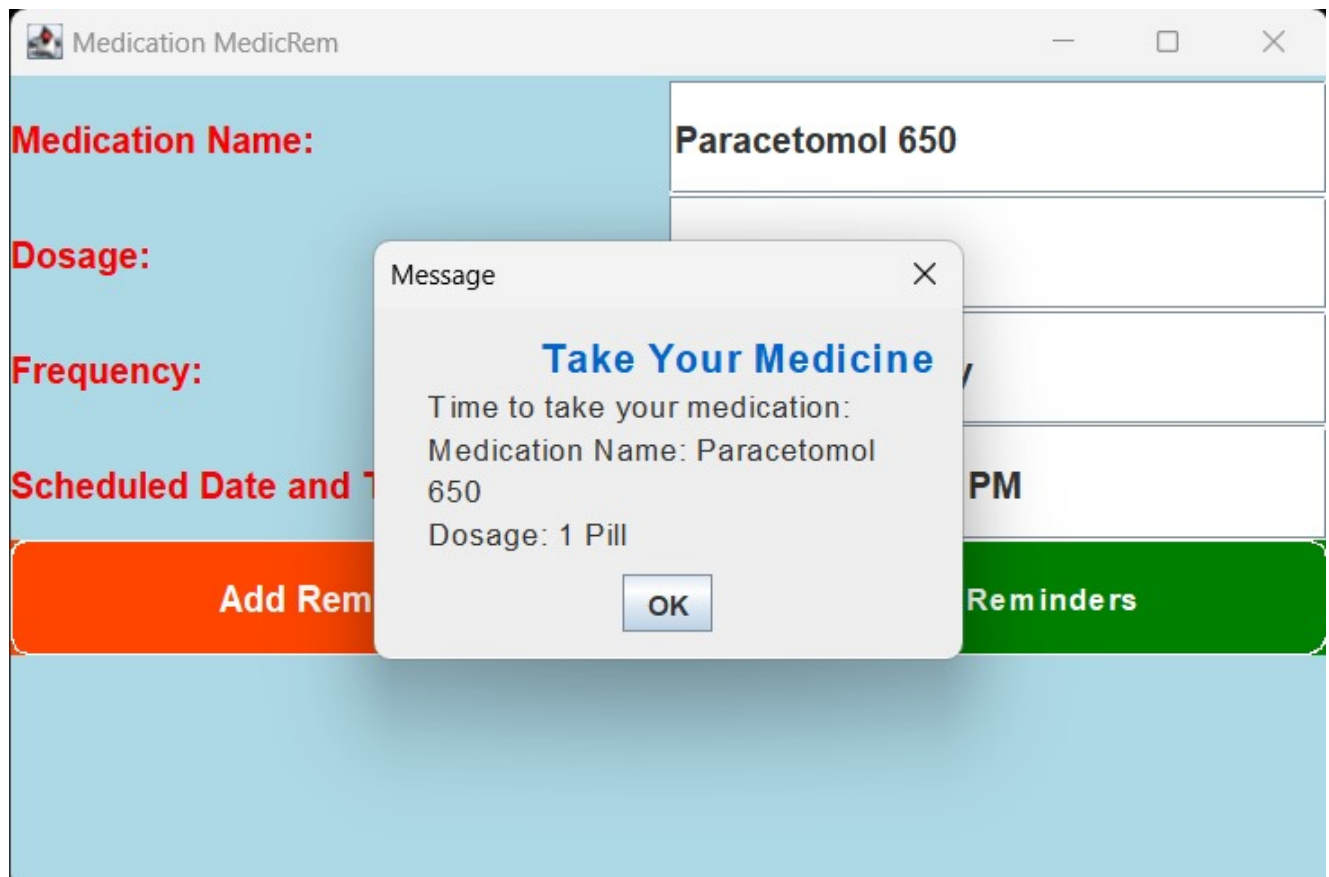 Medication MedicRem
Medication Name:
Paracetomol 650
Dosage:
Frequency:
Scheduled Date and
PM
Add
Reminders
Message
Take Your Medicine
Time to take your medication:
Medication Name: Paracetomol
650
Dosage: 1 Pill
OK